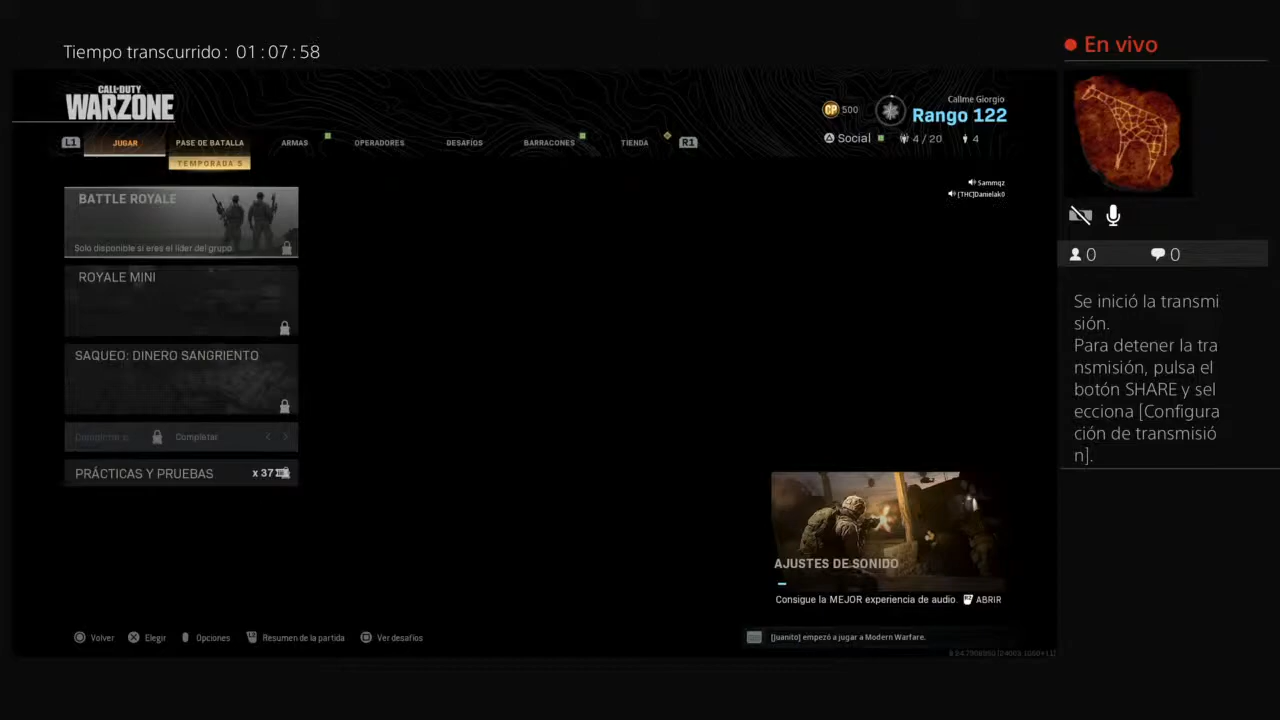 Tiempo transcurrido: 01:07:58
En vivo
CALL·DUTY
WARZONE
CP 500
Callme Giorgio
Rango 122
Social
4 / 20
4
L1
JUGAR
PASE DE BATALLA
ARMAS
OPERADORES
DESAFÍOS
BARRACONES
TIENDA
R1
TEMPORADA 5
Sammqz
[THC]Danielak0
BATTLE ROYALE
Solo disponible si eres el líder del grupo.
ROYALE MINI
SAQUEO: DINERO SANGRIENTO
Completar
PRÁCTICAS Y PRUEBAS
0
0
Se inició la transmi
sión.
Para detener la tra
nsmisión, pulsa el
botón SHARE y sel
ecciona [Configura
ción de transmisió
n].
AJUSTES DE SONIDO
Consigue la MEJOR experiencia de audio.
ABRIR
Volver
Elegir
Opciones
Resumen de la partida
Ver desafíos
[Juanito] empezó a jugar a Modern Warfare.